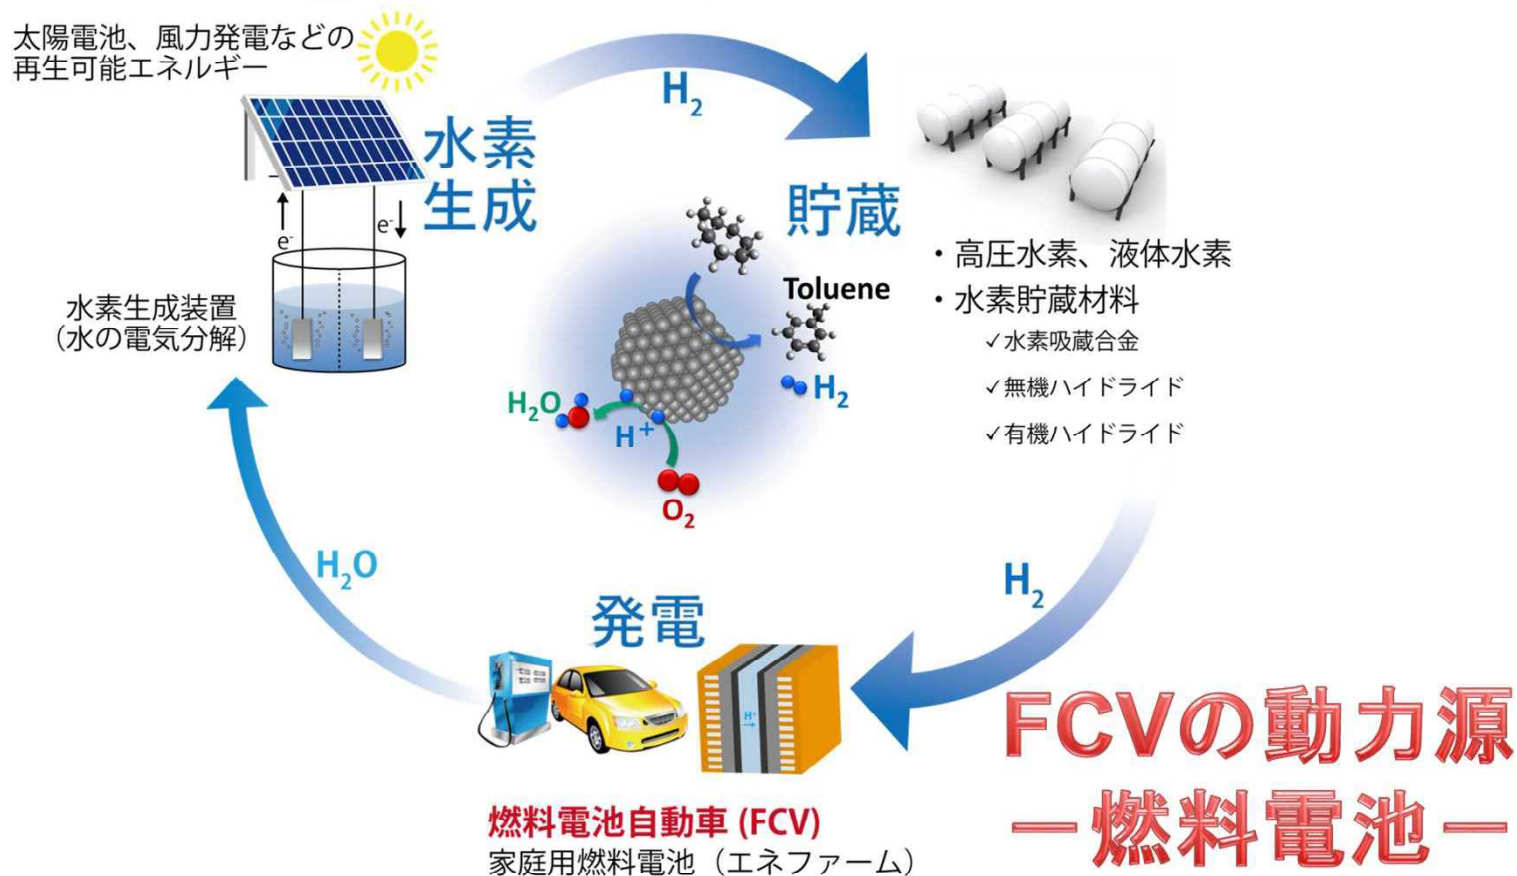 太陽電池、風力発電などの
再生可能エネルギー
水素
生成
H₂
貯蔵
e⁻
e⁻
水素生成装置
（水の電気分解）
・高圧水素、液体水素
・水素貯蔵材料
✓水素吸蔵合金
✓無機ハイドライド
✓有機ハイドライド
Toluene
H₂
H₂O
H⁺
O₂
H₂O
H₂
発電
燃料電池自動車 (FCV)
家庭用燃料電池（エネファーム）
FCVの動力源
－燃料電池－